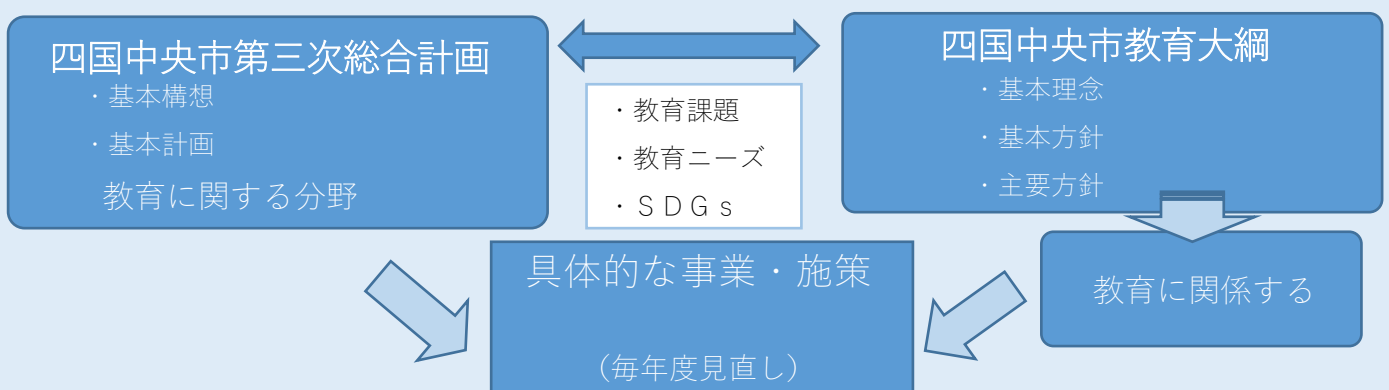 四国中央市第三次総合計画
・基本構想
・基本計画
教育に関する分野
・教育課題
・教育ニーズ
・ＳＤＧｓ
四国中央市教育大綱
・基本理念
・基本方針
・主要方針
教育に関係する
具体的な事業・施策
（毎年度見直し）